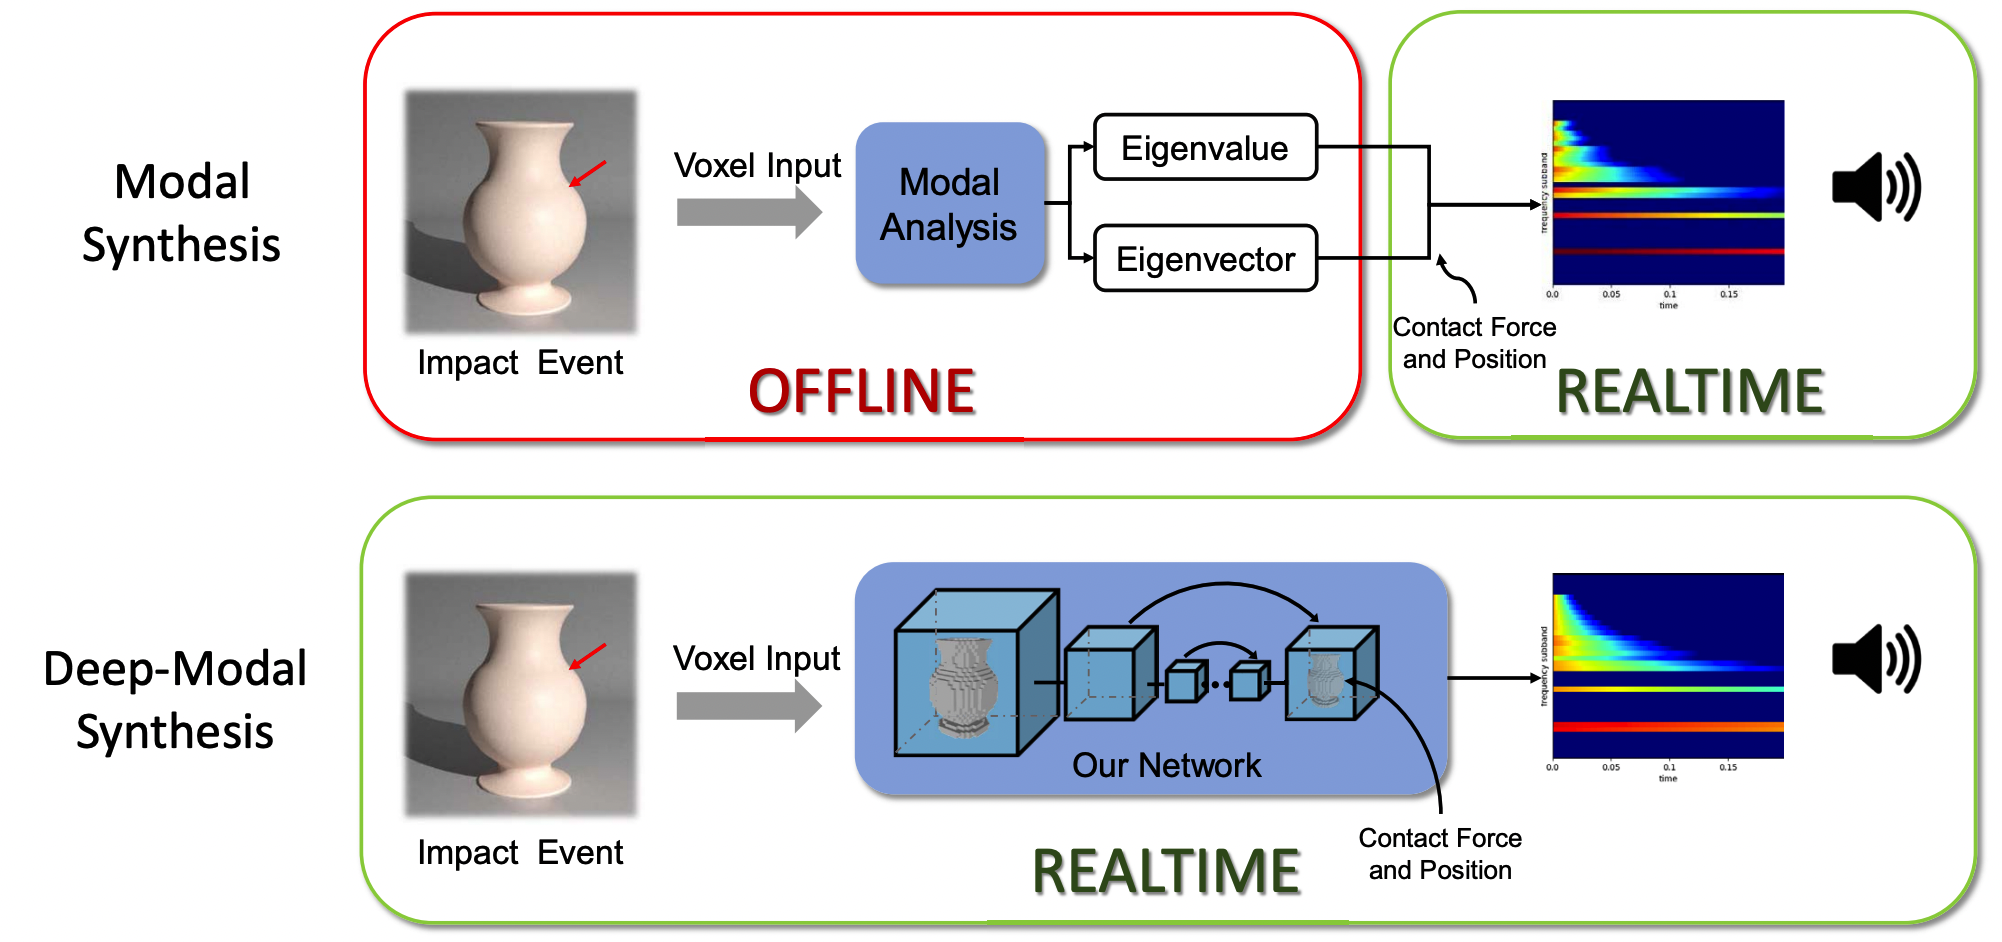 Modal
Synthesis
Impact Event
Voxel Input
Modal
Analysis
Eigenvalue
Eigenvector
OFFLINE
Contact Force
and Position
REALTIME
frequency subband
0.0 0.05 0.1 0.15
time
Deep-Modal
Synthesis
Impact Event
Voxel Input
Our Network
Contact Force
and Position
REALTIME
frequency subband
0.0 0.05 0.1 0.15
time